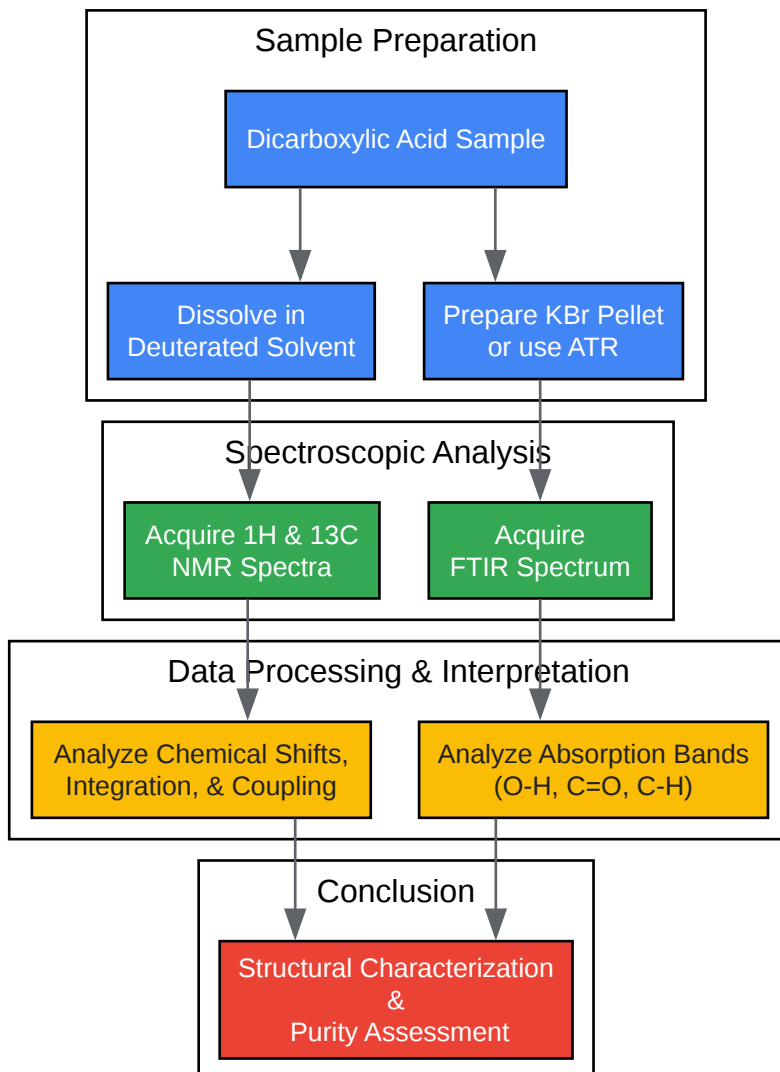 Sample Preparation
Dicarboxylic Acid Sample
Dissolve in
Deuterated Solvent
Prepare KBr Pellet
or use ATR
Spectroscopic Analysis
Acquire 1H & 13C
NMR Spectra
Acquire
FTIR Spectrum
Data Processing & Interpretation
Analyze Chemical Shifts,
Integration, & Coupling
Analyze Absorption Bands
(O-H, C=O, C-H)
Conclusion
Structural Characterization
&
Purity Assessment